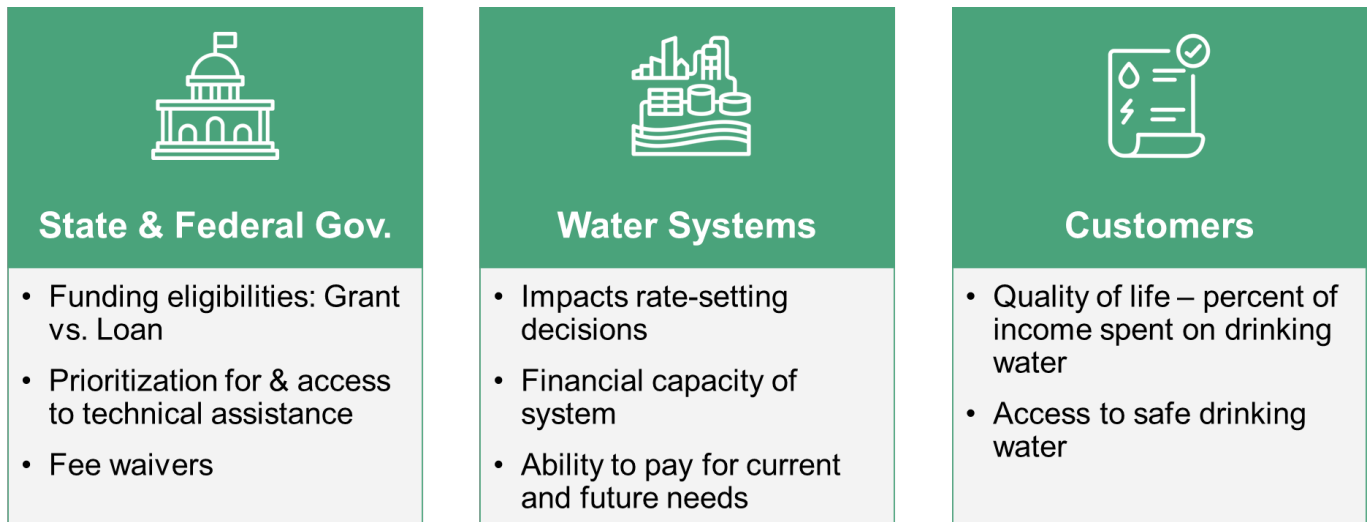 State & Federal Gov.
• Funding eligibilities: Grant
vs. Loan
• Prioritization for & access
to technical assistance
• Fee waivers
Water Systems
• Impacts rate-setting
decisions
• Financial capacity of
system
• Ability to pay for current
and future needs
Customers
• Quality of life – percent of
income spent on drinking
water
• Access to safe drinking
water